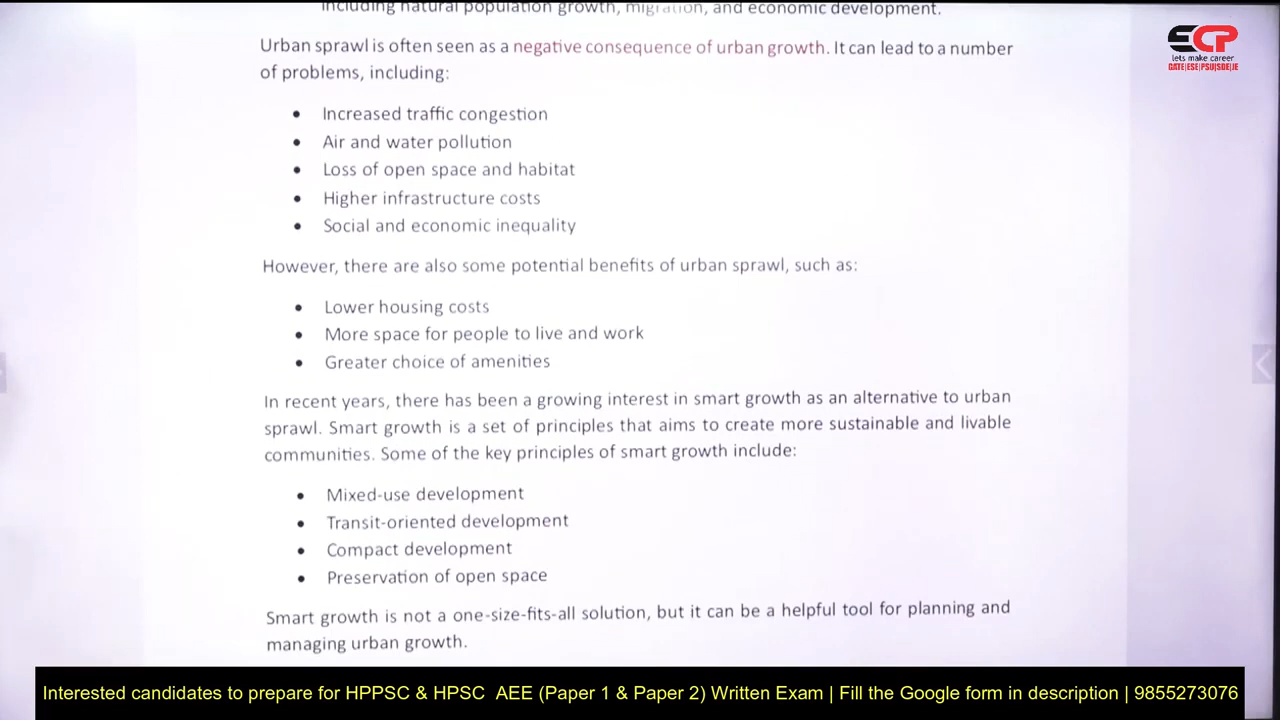 including natural population growth, migration, and economic development.
Urban sprawl is often seen as a negative consequence of urban growth. It can lead to a number
of problems, including:
• Increased traffic congestion
• Air and water pollution
• Loss of open space and habitat
• Higher infrastructure costs
• Social and economic inequality
However, there are also some potential benefits of urban sprawl, such as:
• Lower housing costs
• More space for people to live and work
• Greater choice of amenities
In recent years, there has been a growing interest in smart growth as an alternative to urban
sprawl. Smart growth is a set of principles that aims to create more sustainable and livable
communities. Some of the key principles of smart growth include:
• Mixed-use development
• Transit-oriented development
• Compact development
• Preservation of open space
Smart growth is not a one-size-fits-all solution, but it can be a helpful tool for planning and
managing urban growth.
ECP
lets make career
GATE|ESE|PSU|SDE|JE
Interested candidates to prepare for HPPSC & HPSC AEE (Paper 1 & Paper 2) Written Exam | Fill the Google form in description | 9855273076